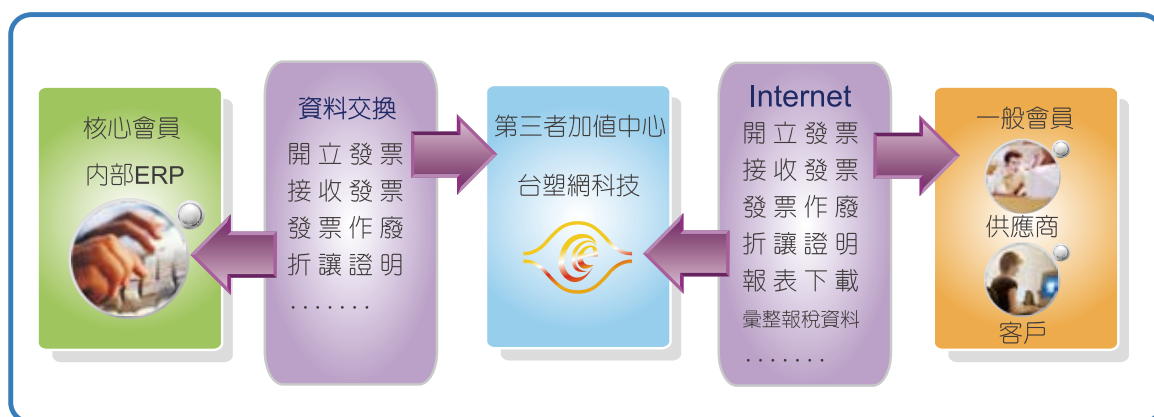 核心會員
內部ERP
資料交換
開立發票
接收發票
發票作廢
折讓證明
.......
第三者加值中心
台塑網科技
Internet
開立發票
接收發票
發票作廢
折讓證明
報表下載
彙整報稅資料
.......
一般會員
供應商
客戶